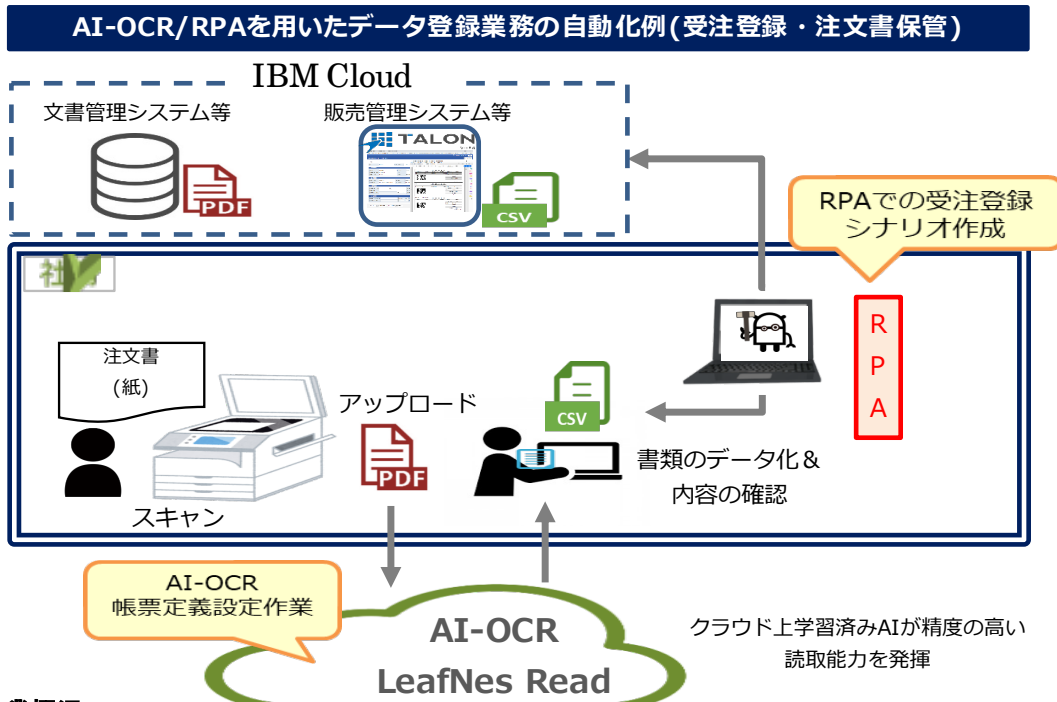 AI-OCR/RPAを用いたデータ登録業務の自動化例(受注登録・注文書保管)
IBM Cloud
文書管理システム等
販売管理システム等
TALON
PDF
CSV
RPAでの受注登録
シナリオ作成
社
注文書
(紙)
アップロード
PDF
スキャン
CSV
書類のデータ化&
内容の確認
R
P
A
AI-OCR
帳票定義設定作業
AI-OCR
LeafNes Read
クラウド上学習済みAIが精度の高い
読取能力を発揮